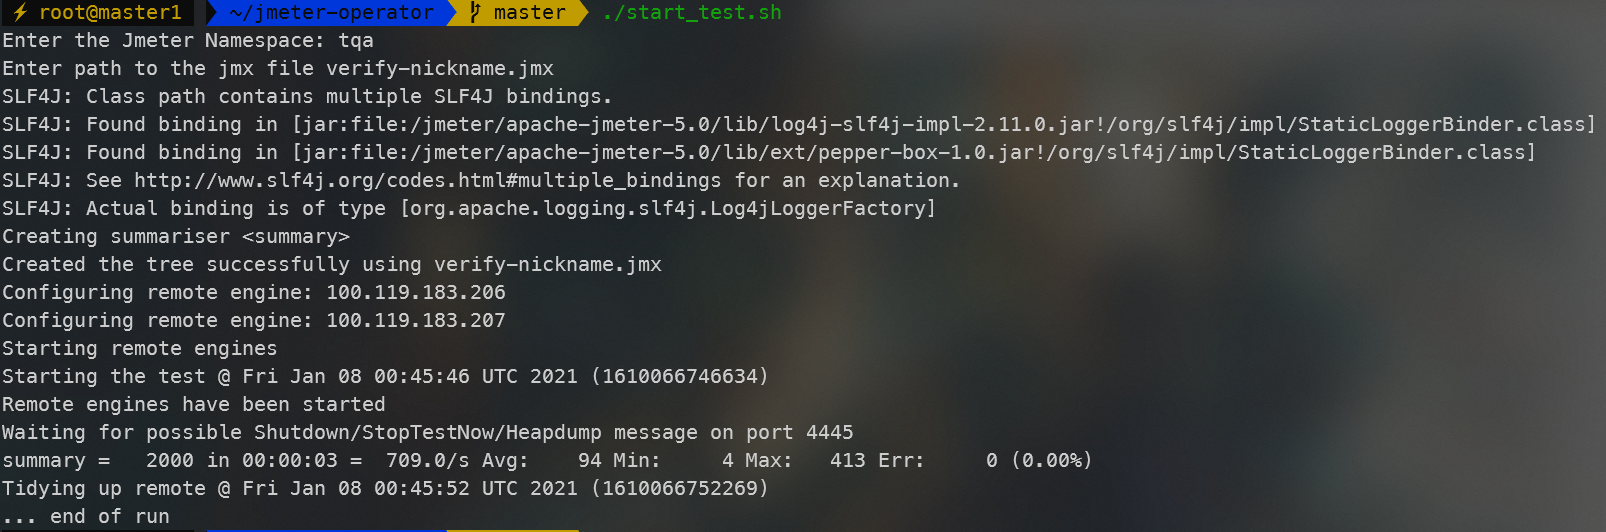 ⚡ root@master1 ~/jmeter-operator master ./start_test.sh
Enter the Jmeter Namespace: tqa
Enter path to the jmx file verify-nickname.jmx
SLF4J: Class path contains multiple SLF4J bindings.
SLF4J: Found binding in [jar:file:/jmeter/apache-jmeter-5.0/lib/log4j-slf4j-impl-2.11.0.jar!/org/slf4j/impl/StaticLoggerBinder.class]
SLF4J: Found binding in [jar:file:/jmeter/apache-jmeter-5.0/lib/ext/pepper-box-1.0.jar!/org/slf4j/impl/StaticLoggerBinder.class]
SLF4J: See http://www.slf4j.org/codes.html#multiple_bindings for an explanation.
SLF4J: Actual binding is of type [org.apache.logging.slf4j.Log4jLoggerFactory]
Creating summariser <summary>
Created the tree successfully using verify-nickname.jmx
Configuring remote engine: 100.119.183.206
Configuring remote engine: 100.119.183.207
Starting remote engines
Starting the test @ Fri Jan 08 00:45:46 UTC 2021 (1610066746634)
Remote engines have been started
Waiting for possible Shutdown/StopTestNow/Heapdump message on port 4445
summary =   2000 in 00:00:03 =  709.0/s Avg:    94 Min:     4 Max:   413 Err:     0 (0.00%)
Tidying up remote @ Fri Jan 08 00:45:52 UTC 2021 (1610066752269)
... end of run